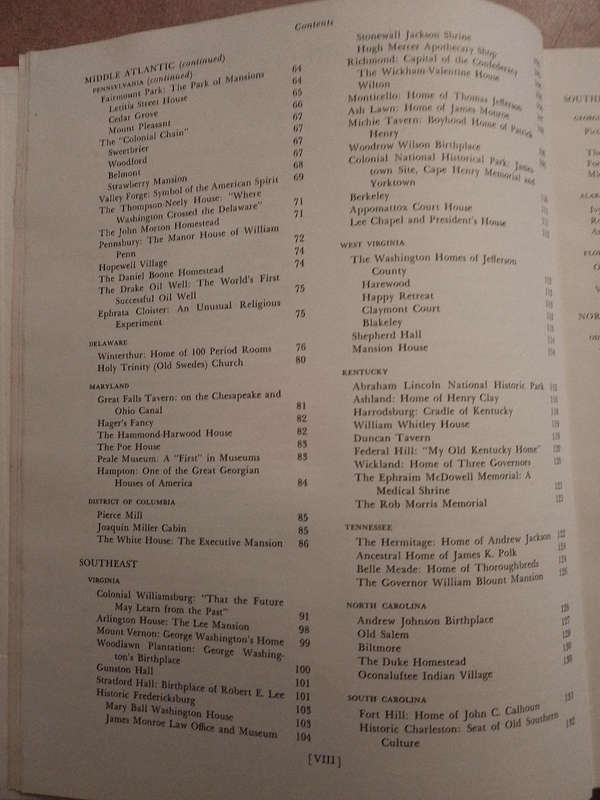 Contents
MIDDLE ATLANTIC (continued)
PENNSYLVANIA (continued)
Fairmount Park: The Park of Mansions 64
Letitia Street House 64
Cedar Grove 65
Mount Pleasant 66
The "Colonial Chain" 67
Sweetbrier 67
Woodford 67
Belmont 67
Strawberry Mansion 68
Valley Forge: Symbol of the American Spirit 69
The Thompson-Neely House: "Where
Washington Crossed the Delaware" 71
The John Morton Homestead 71
Pennsbury: The Manor House of William
Penn 72
Hopewell Village 74
The Daniel Boone Homestead 74
The Drake Oil Well: The World's First
Successful Oil Well 75
Ephrata Cloister: An Unusual Religious
Experiment 75
DELAWARE
Winterthur: Home of 100 Period Rooms 76
Holy Trinity (Old Swedes) Church 80
MARYLAND
Great Falls Tavern: on the Chesapeake and
Ohio Canal 81
Hager's Fancy 82
The Hammond-Harwood House 82
The Poe House 83
Peale Museum: A "First" in Museums 83
Hampton: One of the Great Georgian
Houses of America 84
DISTRICT OF COLUMBIA
Pierce Mill 85
Joaquin Miller Cabin 85
The White House: The Executive Mansion 86
SOUTHEAST
VIRGINIA
Colonial Williamsburg: "That the Future
May Learn from the Past" 91
Arlington House: The Lee Mansion 98
Mount Vernon: George Washington's Home 99
Woodlawn Plantation: George Washing-
ton's Birthplace
Gunston Hall 100
Stratford Hall: Birthplace of Robert E. Lee 101
Historic Fredericksburg 101
Mary Ball Washington House 103
James Monroe Law Office and Museum 103
104
Stonewall Jackson Shrine
Hugh Mercer Apothecary Shop
Richmond: Capital of the Confederacy
The Wickham-Valentine House
Wilton
Monticello: Home of Thomas Jefferson
Ash Lawn: Home of James Monroe
Michie Tavern: Boyhood Home of Patrick
Henry
Woodrow Wilson Birthplace
Colonial National Historical Park: James-
town Site, Cape Henry Memorial and
Yorktown
Berkeley
Appomattox Court House
Lee Chapel and President's House
WEST VIRGINIA
The Washington Homes of Jefferson
County
Harewood
Happy Retreat
Claymont Court
Blakeley
Shepherd Hall
Mansion House
KENTUCKY
Abraham Lincoln National Historic Park
Ashland: Home of Henry Clay
Harrodsburg: Cradle of Kentucky
William Whitley House
Duncan Tavern
Federal Hill: "My Old Kentucky Home"
Wickland: Home of Three Governors
The Ephraim McDowell Memorial: A
Medical Shrine
The Rob Morris Memorial
TENNESSEE
The Hermitage: Home of Andrew Jackson 122
Ancestral Home of James K. Polk
Belle Meade: Home of Thoroughbreds
The Governor William Blount Mansion
NORTH CAROLINA
Andrew Johnson Birthplace
Old Salem
Biltmore
The Duke Homestead
Oconaluftee Indian Village
SOUTH CAROLINA
Fort Hill: Home of John C. Calhoun
Historic Charleston: Seat of Old Southern
Culture
[VIII]